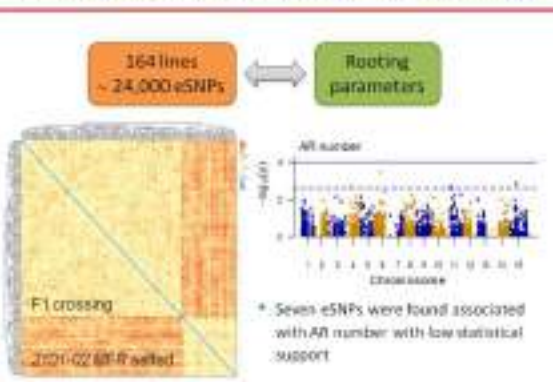 164 lines
~ 24,000 eSNPs
Rooting
parameters
AR number
Chromosome
F1 crossing
* Seven eSNPs were found associated
with AR number with low statistical
support